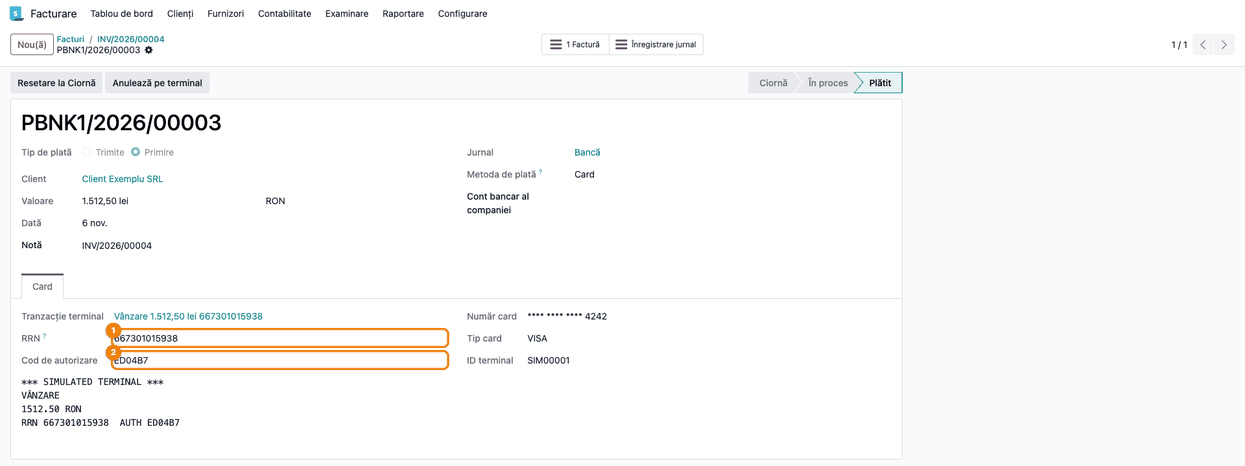 Facturare Tablou de bord Clienți Furnizori Contabilitate Examinare Raportare Configurare
Nou(ă) Facturi / INV/2026/00004
PBNK1/2026/00003
1 Factură Înregistrare jurnal 1 / 1
Resetare la Ciornă Anulează pe terminal Ciornă În proces Plătit
PBNK1/2026/00003
Tip de plată Trimite Primire
Client Client Exemplu SRL
Valoare 1.512,50 lei RON
Dată 6 nov.
Notă INV/2026/00004
Jurnal Bancă
Metoda de plată ? Card
Cont bancar al
companiei
Card
Tranzacție terminal Vânzare 1.512,50 lei 667301015938
RRN ? 1 667301015938
Cod de autorizare 2 ED04B7
Număr card **** **** **** 4242
Tip card VISA
ID terminal SIM00001
*** SIMULATED TERMINAL ***
VÂNZARE
1512.50 RON
RRN 667301015938 AUTH ED04B7